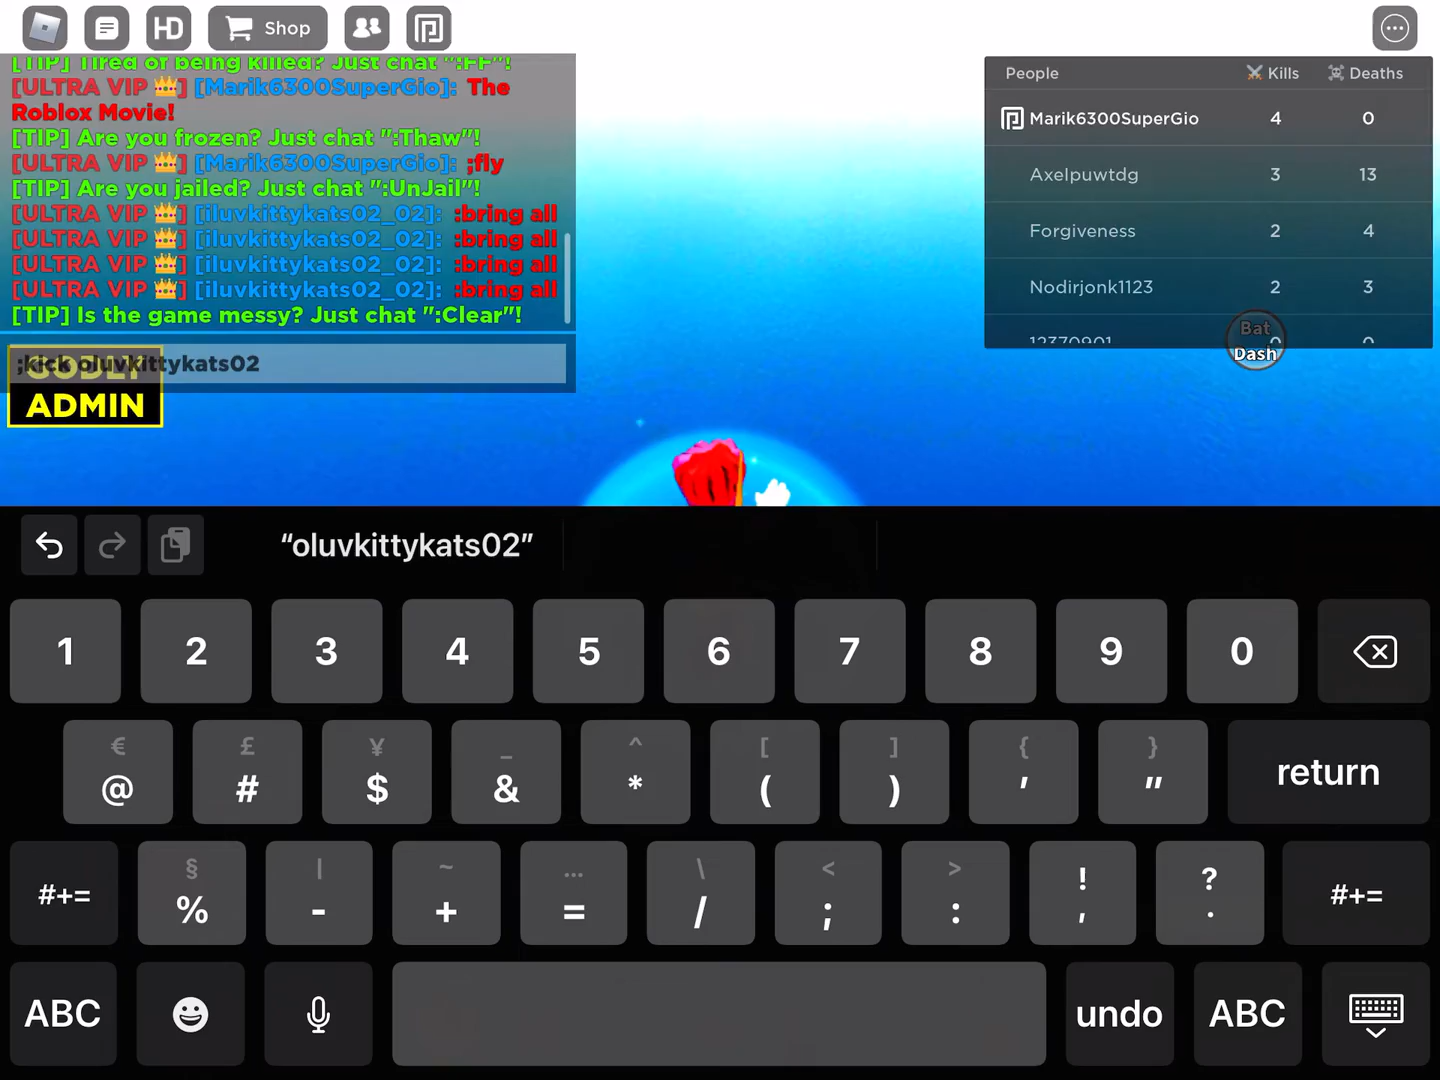 HD
Shop
[TIP] Tired of being killed? Just chat ":FF"!
[ULTRA VIP 👑] [Marik6300SuperGio]: The
Roblox Movie!
[TIP] Are you frozen? Just chat ":Thaw"!
[ULTRA VIP 👑] [Marik6300SuperGio]: ;fly
[TIP] Are you jailed? Just chat ":UnJail"!
[ULTRA VIP 👑] [iluvkittykats02_02]: :bring all
[ULTRA VIP 👑] [iluvkittykats02_02]: :bring all
[ULTRA VIP 👑] [iluvkittykats02_02]: :bring all
[ULTRA VIP 👑] [iluvkittykats02_02]: :bring all
[TIP] Is the game messy? Just chat ":Clear"!
;kick oluvkittykats02
GODLY
ADMIN
People Kills Deaths
Marik6300SuperGio 4 0
Axelpuwtdg 3 13
Forgiveness 2 4
Nodirjonk1123 2 3
12370901 0 0
Bat
Dash
“oluvkittykats02”
1 2 3 4 5 6 7 8 9 0
€ £ ¥ _ ^ [ ] { }
@ # $ & * ( ) ' " return
§ | ~ … \ < > ! ?
#+= % - + = / ; : , . #+=
ABC undo ABC